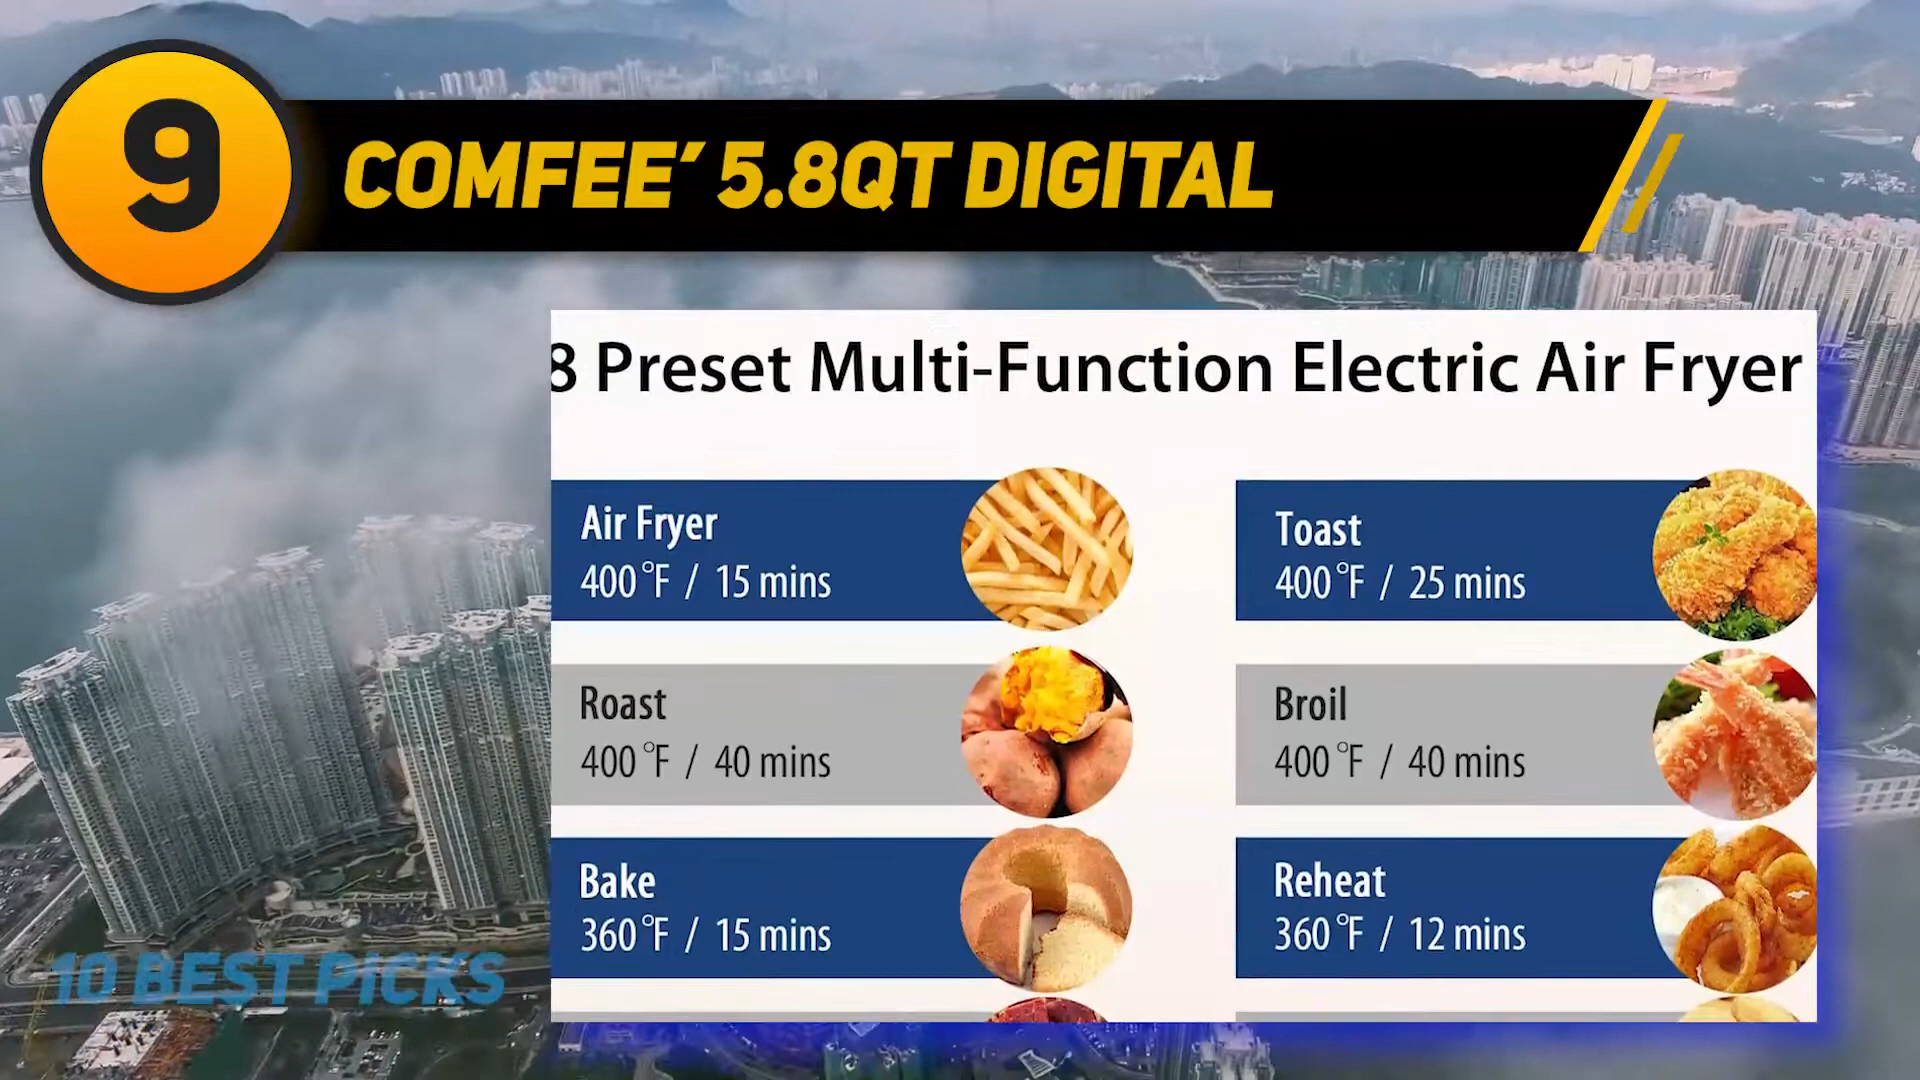 9
COMFEE’ 5.8QT DIGITAL
8 Preset Multi-Function Electric Air Fryer
Air Fryer
400°F / 15 mins
Toast
400°F / 25 mins
Roast
400°F / 40 mins
Broil
400°F / 40 mins
Bake
360°F / 15 mins
Reheat
360°F / 12 mins
10 BEST PICKS